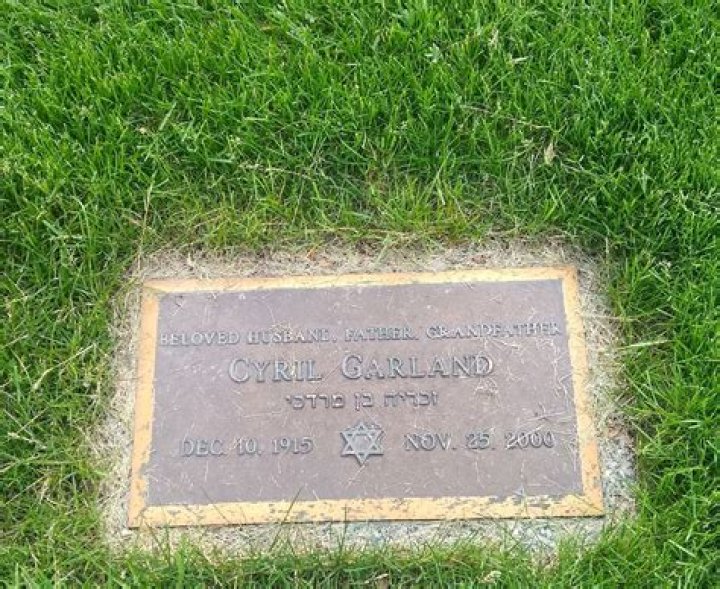 BELOVED HUSBAND, FATHER, GRANDFATHER
CYRIL GARLAND
זכריה בן מרדכי
DEC. 10, 1915 NOV. 25, 2000